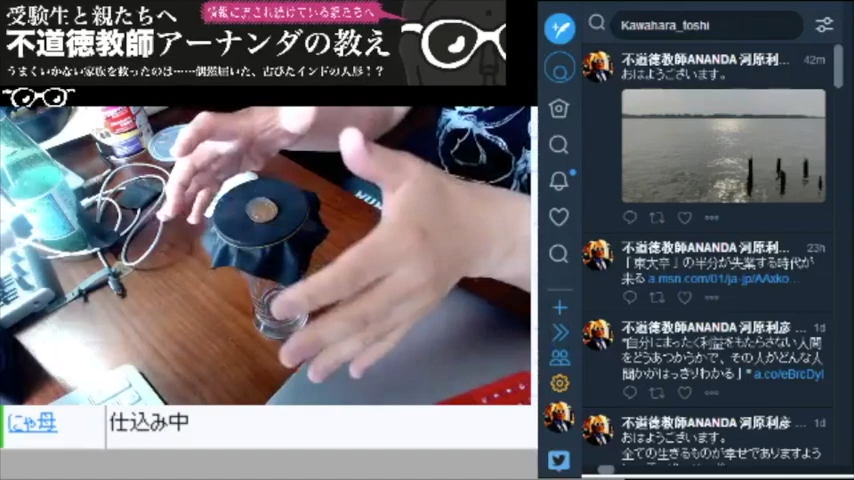 受験生と親たちへ
情報に流され続けている親たちへ
不道徳教師アーナンダの教え
うまくいかない家族を救ったのは……偶然届いた、古びたインドの人形!?
にゃ母
仕込み中
Kawahara_toshi
不道徳教師ANANDA 河原利... 42m
おはようございます。
不道徳教師ANANDA 河原利... 23h
「東大卒」の半分が失業する時代が
来る a.msn.com/01/ja-jp/AAxko...
不道徳教師ANANDA 河原利彦 ... 1d
"自分にまったく利益をもたらさない人間
をどうあつかうかで、その人がどんな人
間かがはっきりわかる」" a.co/eBrcDyI
不道徳教師ANANDA 河原利彦 ... 1d
おはようございます。
全ての生きるものが幸せでありますよう